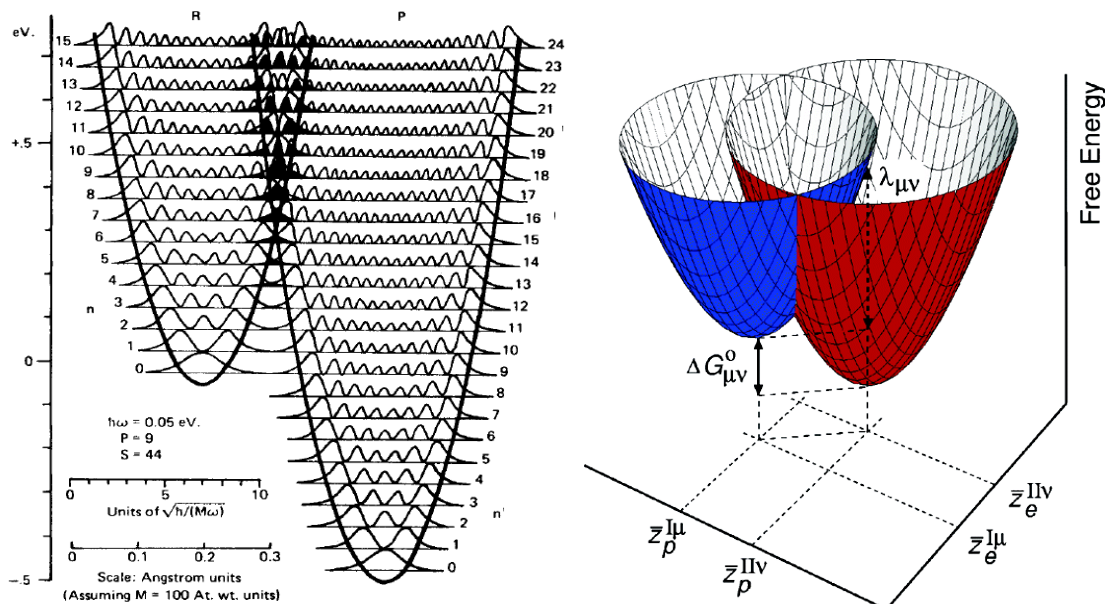 R P
eV.
15 24
14 23
13 22
12 21
11 20
+.5
10 19
9 18
8 17
7 16
6 15
5 14
4 13
n 3 12
2 11
1 10
0
0 9
8
7
6
5
4
3
n'
2
1
0
ħω = 0.05 eV.
P = 9
S = 44
0 5 10
Units of √ħ/(Mω)
0 0.1 0.2 0.3
Scale: Angstrom units
(Assuming M = 100 At. wt. units)
-.5
λμν
Free Energy
ΔG°μν
z̄p^Iμ
z̄p^IIν
z̄e^IIν
z̄e^Iμ